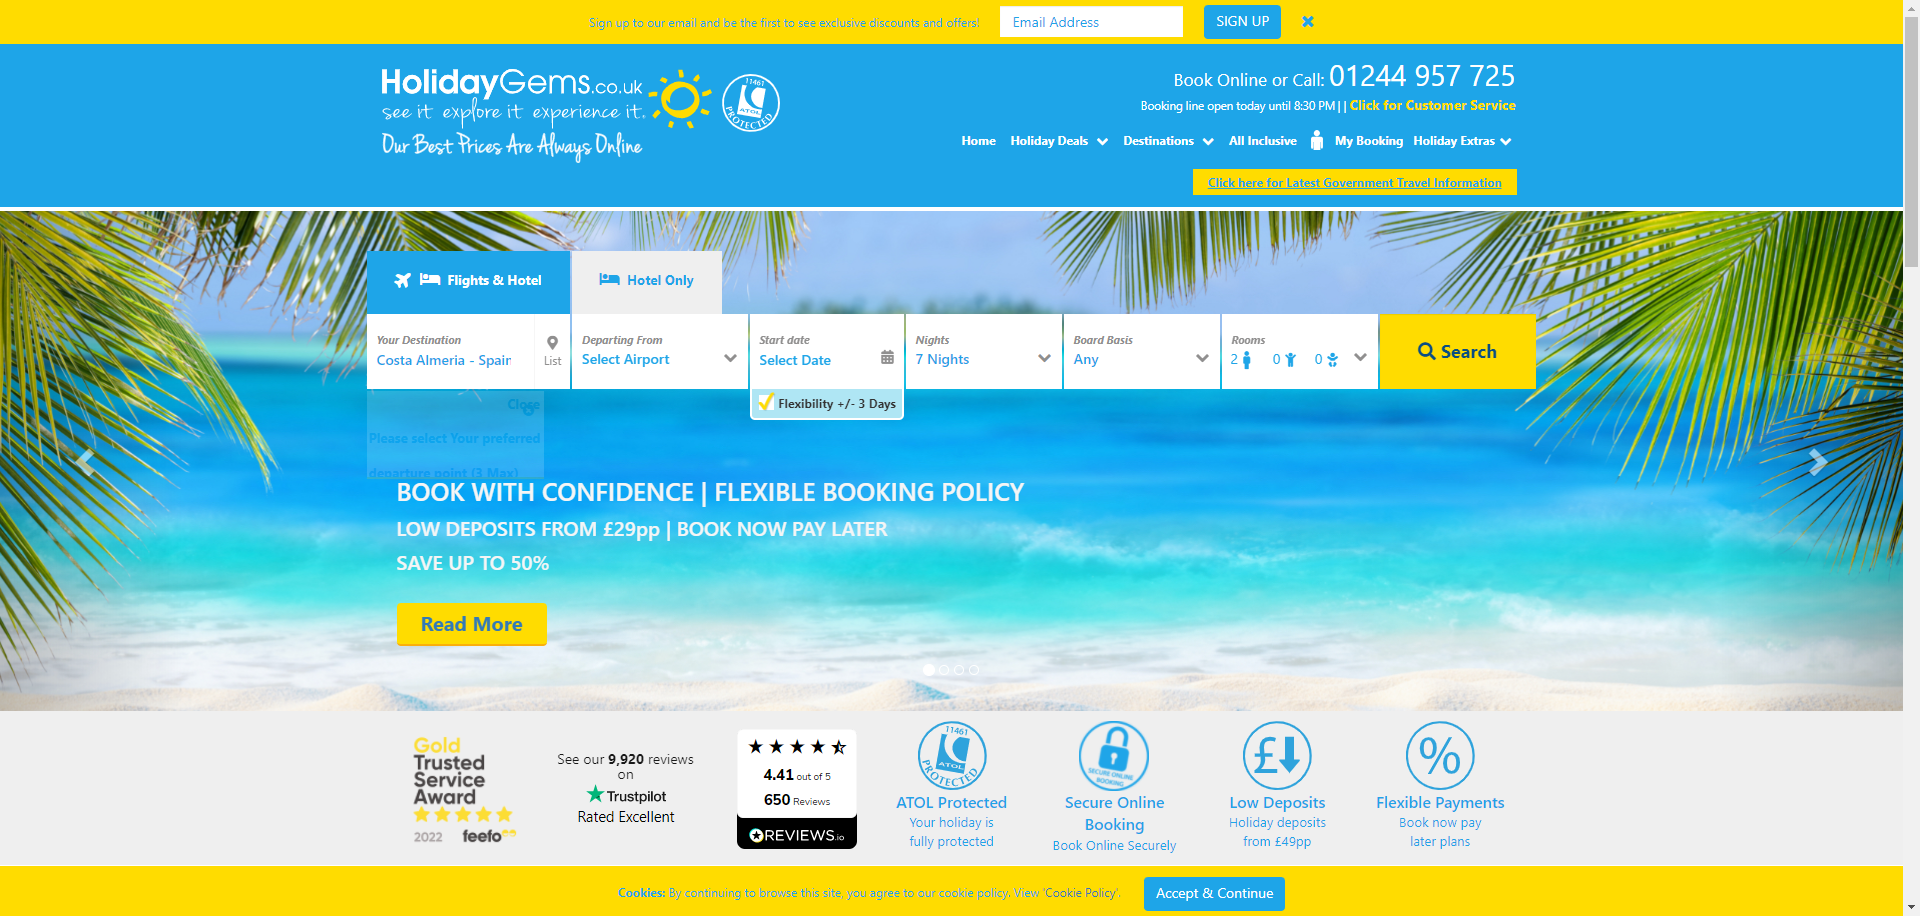 Sign up to our email and be the first to see exclusive discounts and offers!
Email Address
SIGN UP
HolidayGems.co.uk
see it explore it experience it.
Our Best Prices Are Always Online
11461
ATOL
PROTECTED
Book Online or Call: 01244 957 725
Booking line open today until 8:30 PM | | Click for Customer Service
Home Holiday Deals Destinations All Inclusive My Booking Holiday Extras
Click here for Latest Government Travel Information
Flights & Hotel
Hotel Only
Your Destination
Costa Almeria - Spain
List
Departing From
Select Airport
Start date
Select Date
Nights
7 Nights
Board Basis
Any
Rooms
2 0 0
Search
Flexibility +/- 3 Days
Close
Please select Your preferred
departure point (3 Max)
BOOK WITH CONFIDENCE | FLEXIBLE BOOKING POLICY
LOW DEPOSITS FROM £29pp | BOOK NOW PAY LATER
SAVE UP TO 50%
Read More
Gold
Trusted
Service
Award
2022 feefo
See our 9,920 reviews
on
Trustpilot
Rated Excellent
4.41 out of 5
650 Reviews
REVIEWS.io
11461
ATOL
PROTECTED
ATOL Protected
Your holiday is
fully protected
SECURE ONLINE
BOOKING
Secure Online
Booking
Book Online Securely
£
Low Deposits
Holiday deposits
from £49pp
%
Flexible Payments
Book now pay
later plans
Cookies: By continuing to browse this site, you agree to our cookie policy. View 'Cookie Policy'.
Accept & Continue